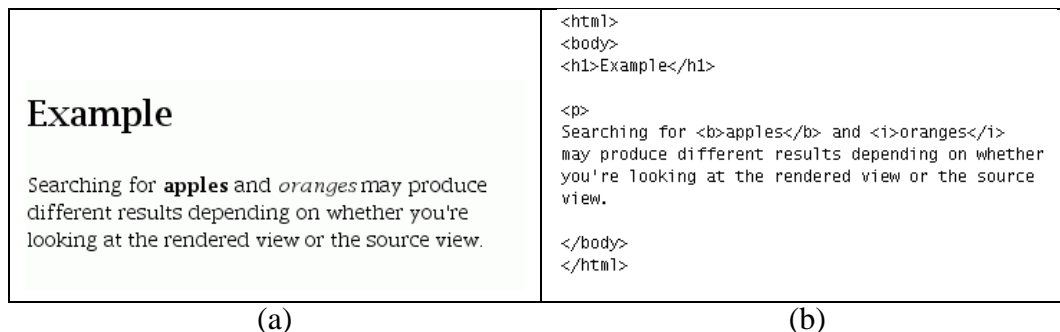 Example
Searching for apples and oranges may produce
different results depending on whether you're
looking at the rendered view or the source view.
(a)
<html>
<body>
<h1>Example</h1>
<p>
Searching for <b>apples</b> and <i>oranges</i>
may produce different results depending on whether
you're looking at the rendered view or the source
view.
</body>
</html>
(b)